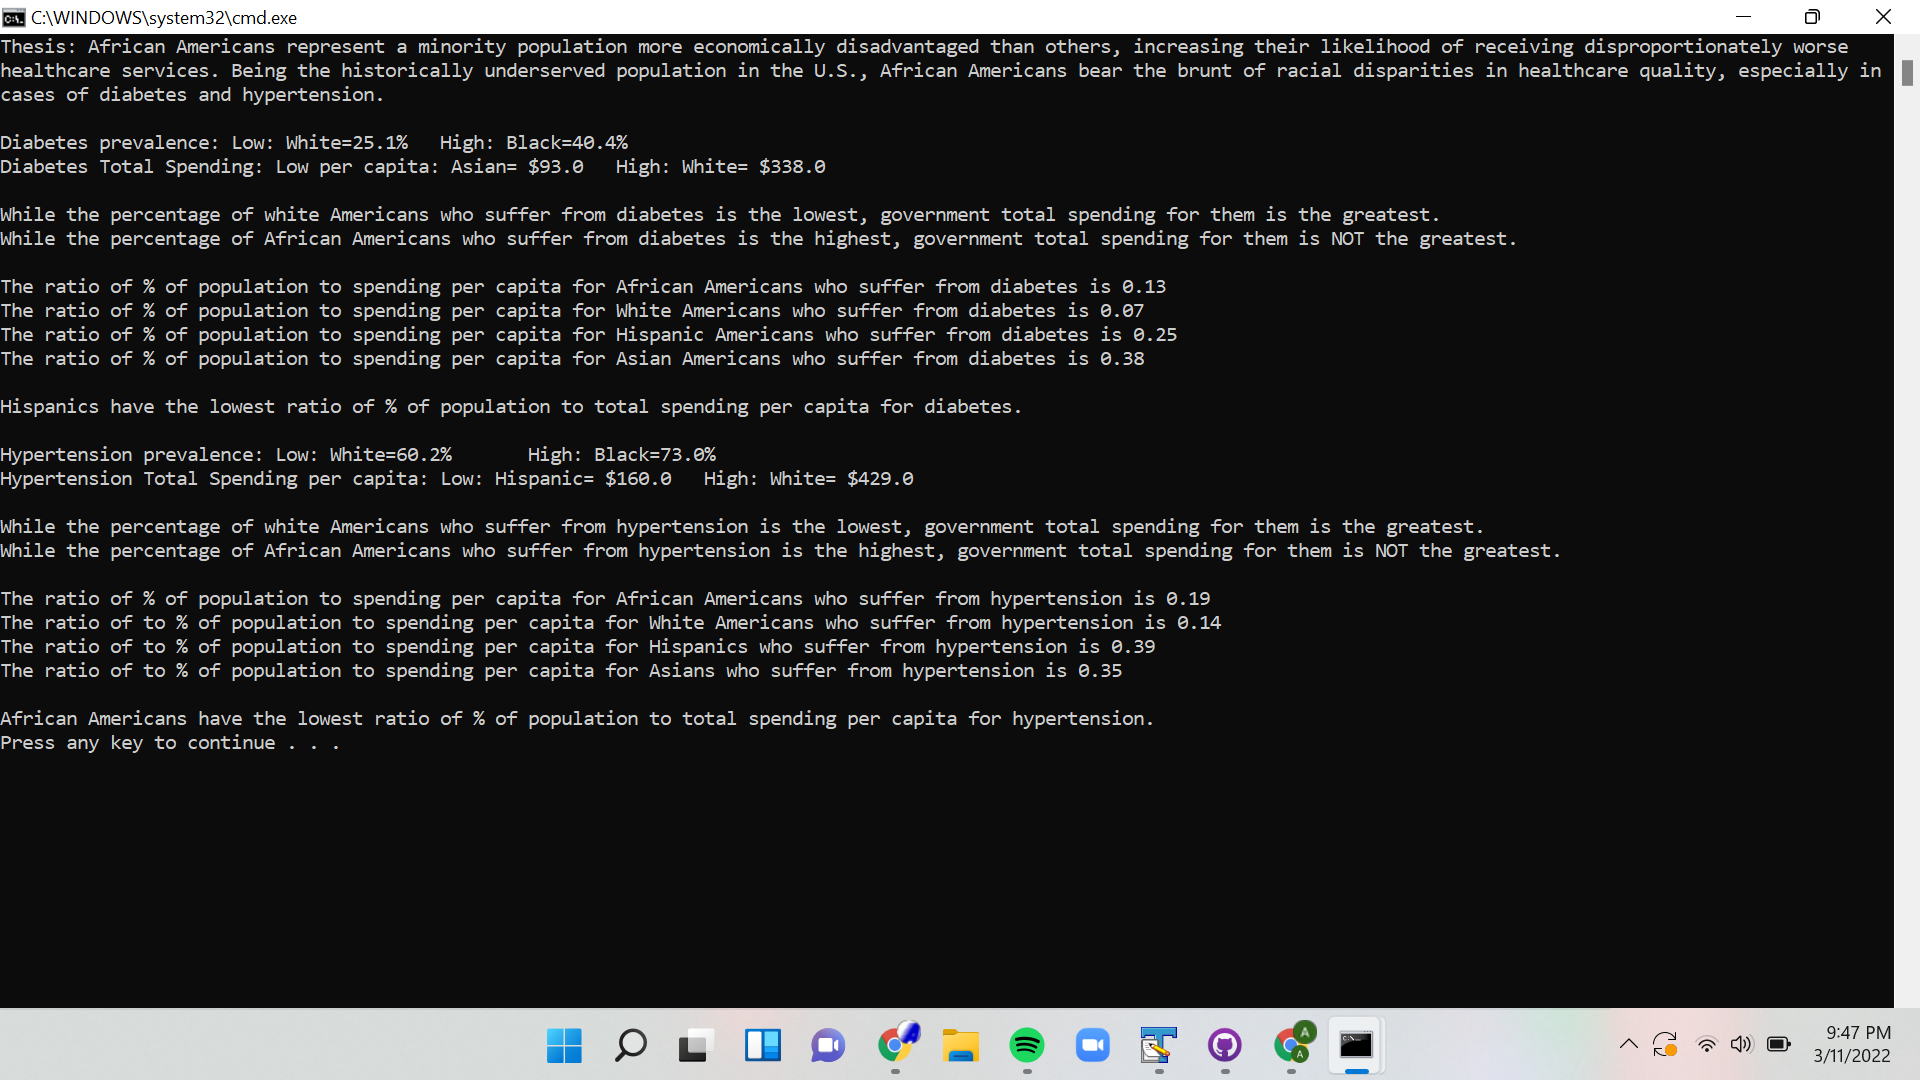 C:\WINDOWS\system32\cmd.exe
Thesis: African Americans represent a minority population more economically disadvantaged than others, increasing their likelihood of receiving disproportionately worse
healthcare services. Being the historically underserved population in the U.S., African Americans bear the brunt of racial disparities in healthcare quality, especially in
cases of diabetes and hypertension.
Diabetes prevalence: Low: White=25.1%   High: Black=40.4%
Diabetes Total Spending: Low per capita: Asian= $93.0   High: White= $338.0
While the percentage of white Americans who suffer from diabetes is the lowest, government total spending for them is the greatest.
While the percentage of African Americans who suffer from diabetes is the highest, government total spending for them is NOT the greatest.
The ratio of % of population to spending per capita for African Americans who suffer from diabetes is 0.13
The ratio of % of population to spending per capita for White Americans who suffer from diabetes is 0.07
The ratio of % of population to spending per capita for Hispanic Americans who suffer from diabetes is 0.25
The ratio of % of population to spending per capita for Asian Americans who suffer from diabetes is 0.38
Hispanics have the lowest ratio of % of population to total spending per capita for diabetes.
Hypertension prevalence: Low: White=60.2%       High: Black=73.0%
Hypertension Total Spending per capita: Low: Hispanic= $160.0   High: White= $429.0
While the percentage of white Americans who suffer from hypertension is the lowest, government total spending for them is the greatest.
While the percentage of African Americans who suffer from hypertension is the highest, government total spending for them is NOT the greatest.
The ratio of % of population to spending per capita for African Americans who suffer from hypertension is 0.19
The ratio of to % of population to spending per capita for White Americans who suffer from hypertension is 0.14
The ratio of to % of population to spending per capita for Hispanics who suffer from hypertension is 0.39
The ratio of to % of population to spending per capita for Asians who suffer from hypertension is 0.35
African Americans have the lowest ratio of % of population to total spending per capita for hypertension.
Press any key to continue . . .
9:47 PM
3/11/2022